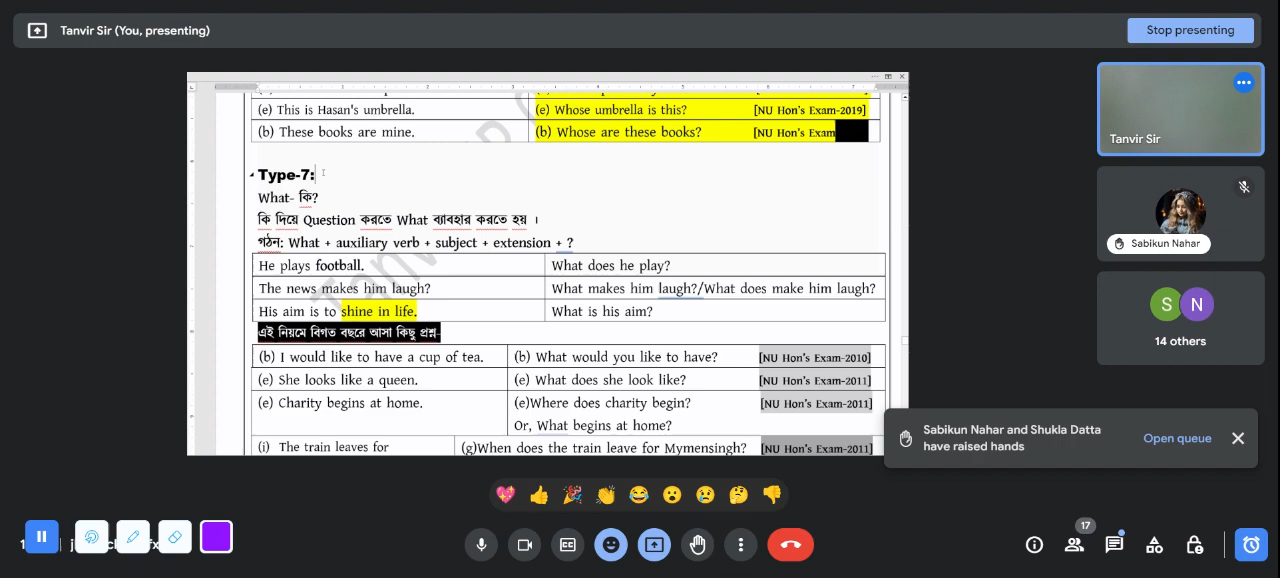 Tanvir Sir (You, presenting)
Stop presenting
(e) This is Hasan's umbrella. (e) Whose umbrella is this? [NU Hon's Exam-2019]
(b) These books are mine. (b) Whose are these books? [NU Hon's Exam
Type-7:
What- কি?
কি দিয়ে Question করতে What ব্যাবহার করতে হয় ।
গঠন: What + auxiliary verb + subject + extension + ?
He plays football. What does he play?
The news makes him laugh? What makes him laugh?/What does make him laugh?
His aim is to shine in life. What is his aim?
এই নিয়মে বিগত বছরে আসা কিছু প্রশ্ন-
(b) I would like to have a cup of tea. (b) What would you like to have? [NU Hon's Exam-2010]
(e) She looks like a queen. (e) What does she look like? [NU Hon's Exam-2011]
(e) Charity begins at home. (e)Where does charity begin? [NU Hon's Exam-2011]
Or, What begins at home?
(i) The train leaves for (g)When does the train leave for Mymensingh? [NU Hon's Exam-2011]
Tanvir Sir
Sabikun Nahar
S N
14 others
Sabikun Nahar and Shukla Datta
have raised hands
Open queue
17